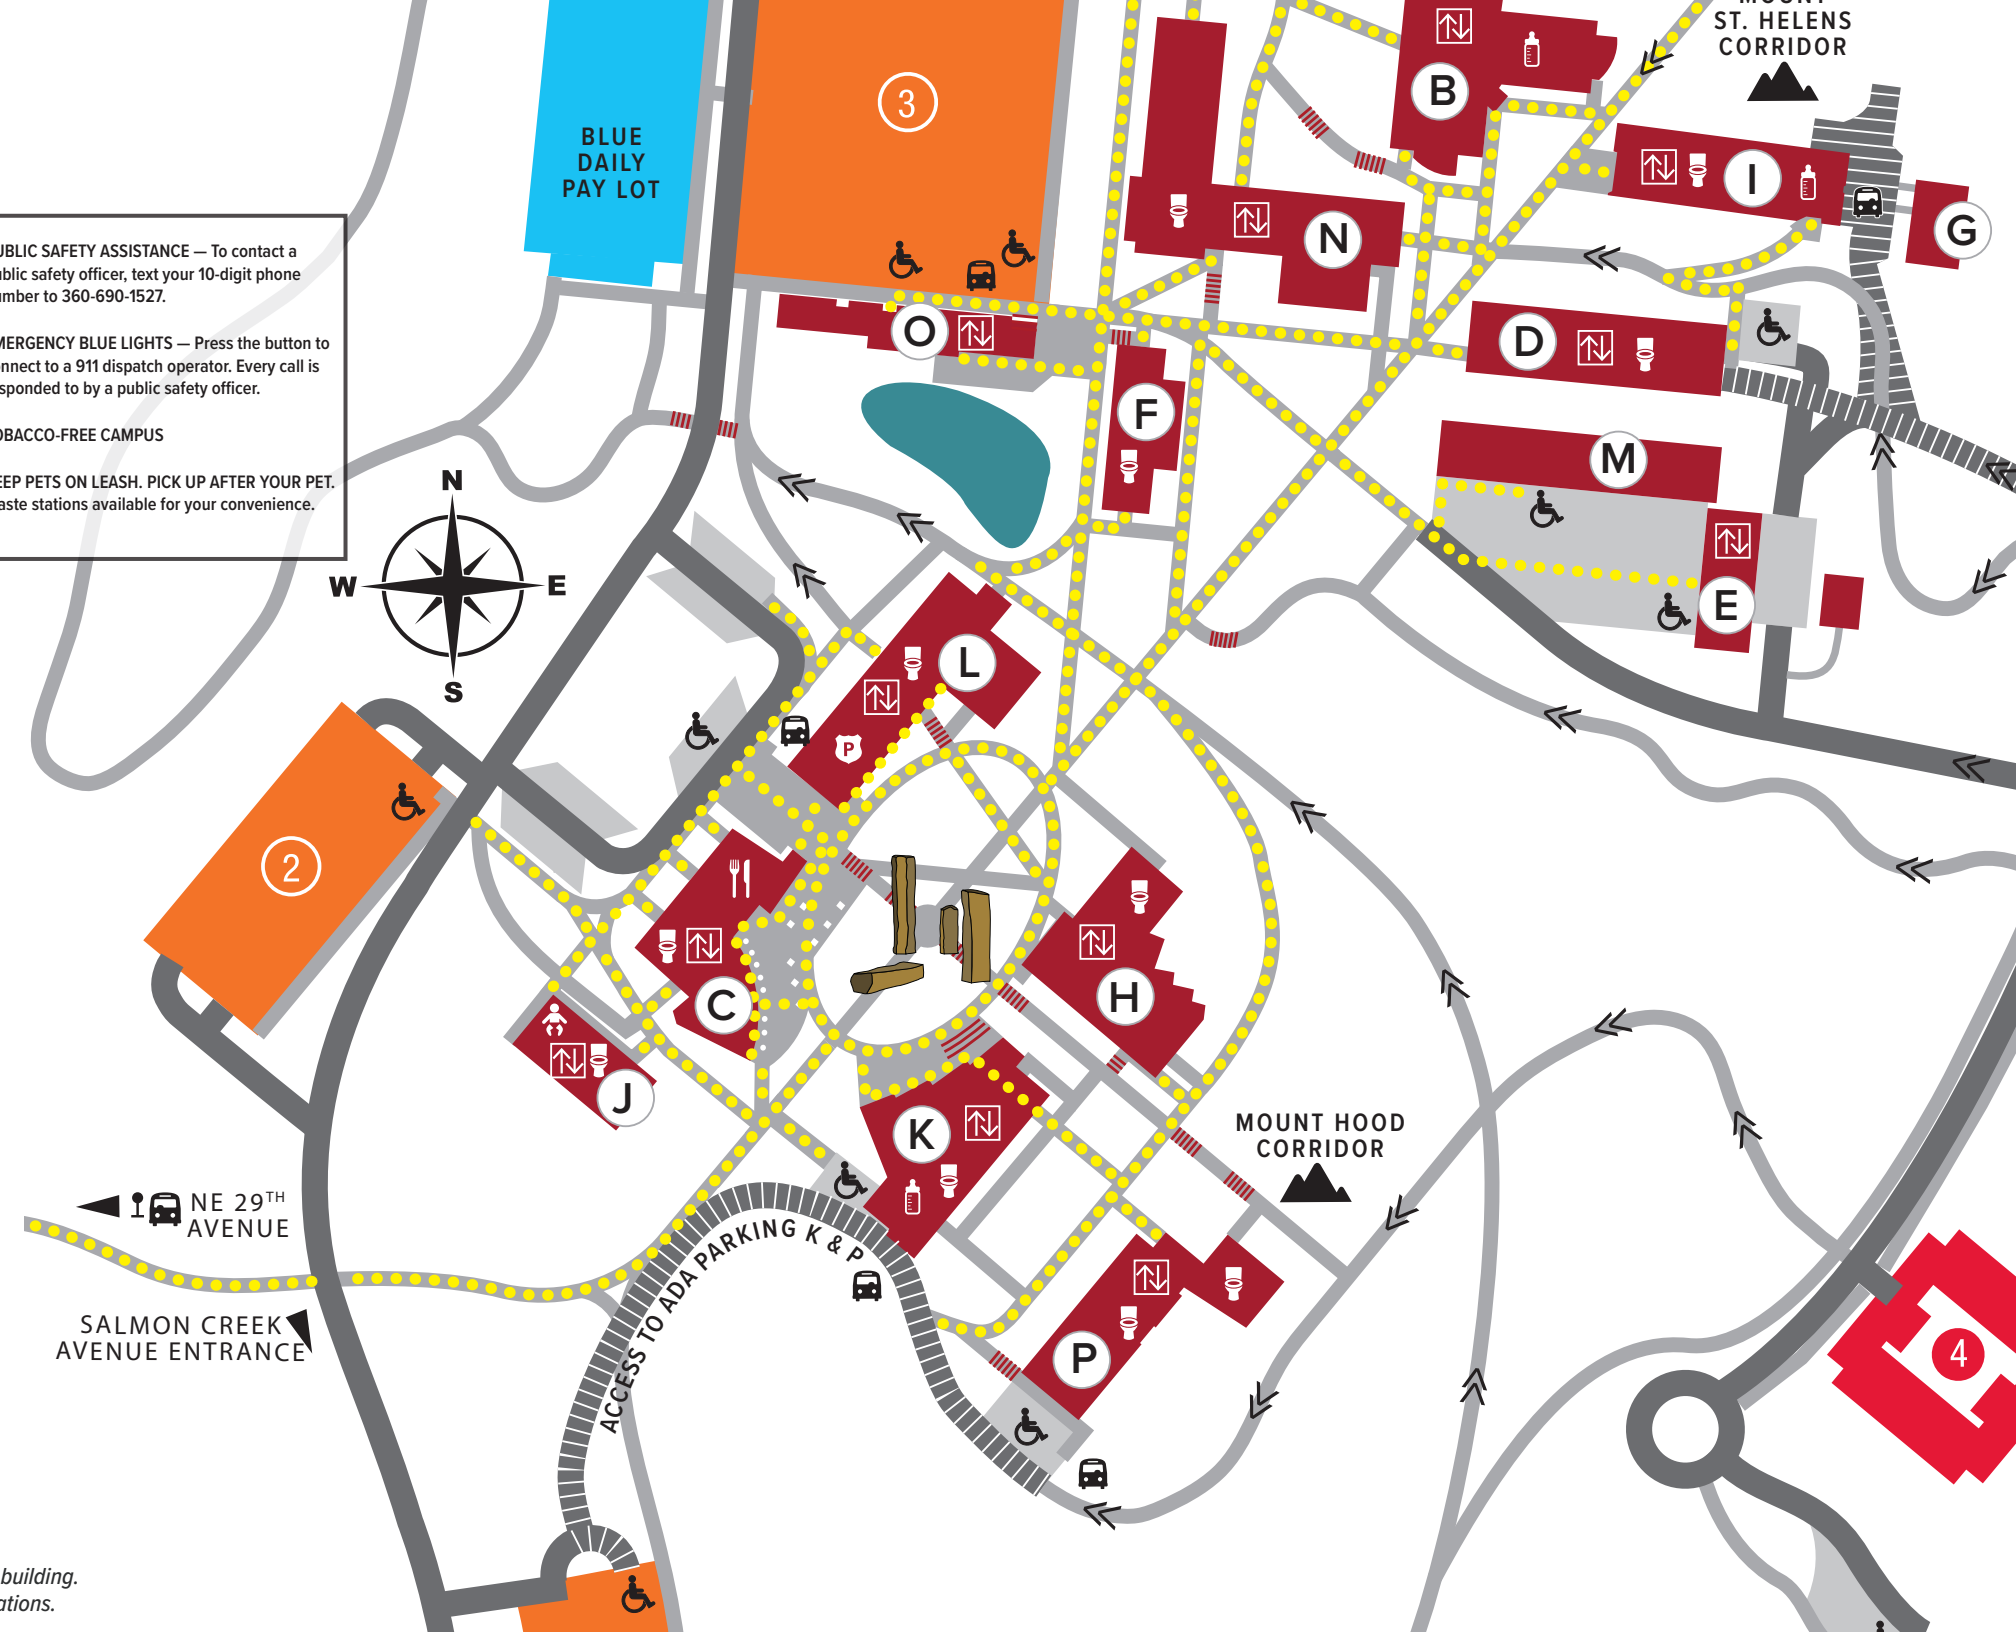 MOUNT
ST. HELENS
CORRIDOR
3
B
BLUE
DAILY
PAY LOT
I
G
N
UBLIC SAFETY ASSISTANCE — To contact a
blic safety officer, text your 10-digit phone
mber to 360-690-1527.
MERGENCY BLUE LIGHTS — Press the button to
nnect to a 911 dispatch operator. Every call is
sponded to by a public safety officer.
OBACCO-FREE CAMPUS
EEP PETS ON LEASH. PICK UP AFTER YOUR PET.
aste stations available for your convenience.
O
D
F
M
N
W
E
S
E
L
P
2
C
H
J
K
MOUNT HOOD
CORRIDOR
NE 29TH
AVENUE
ACCESS TO ADA PARKING K & P
SALMON CREEK
AVENUE ENTRANCE
P
4
building.
ations.